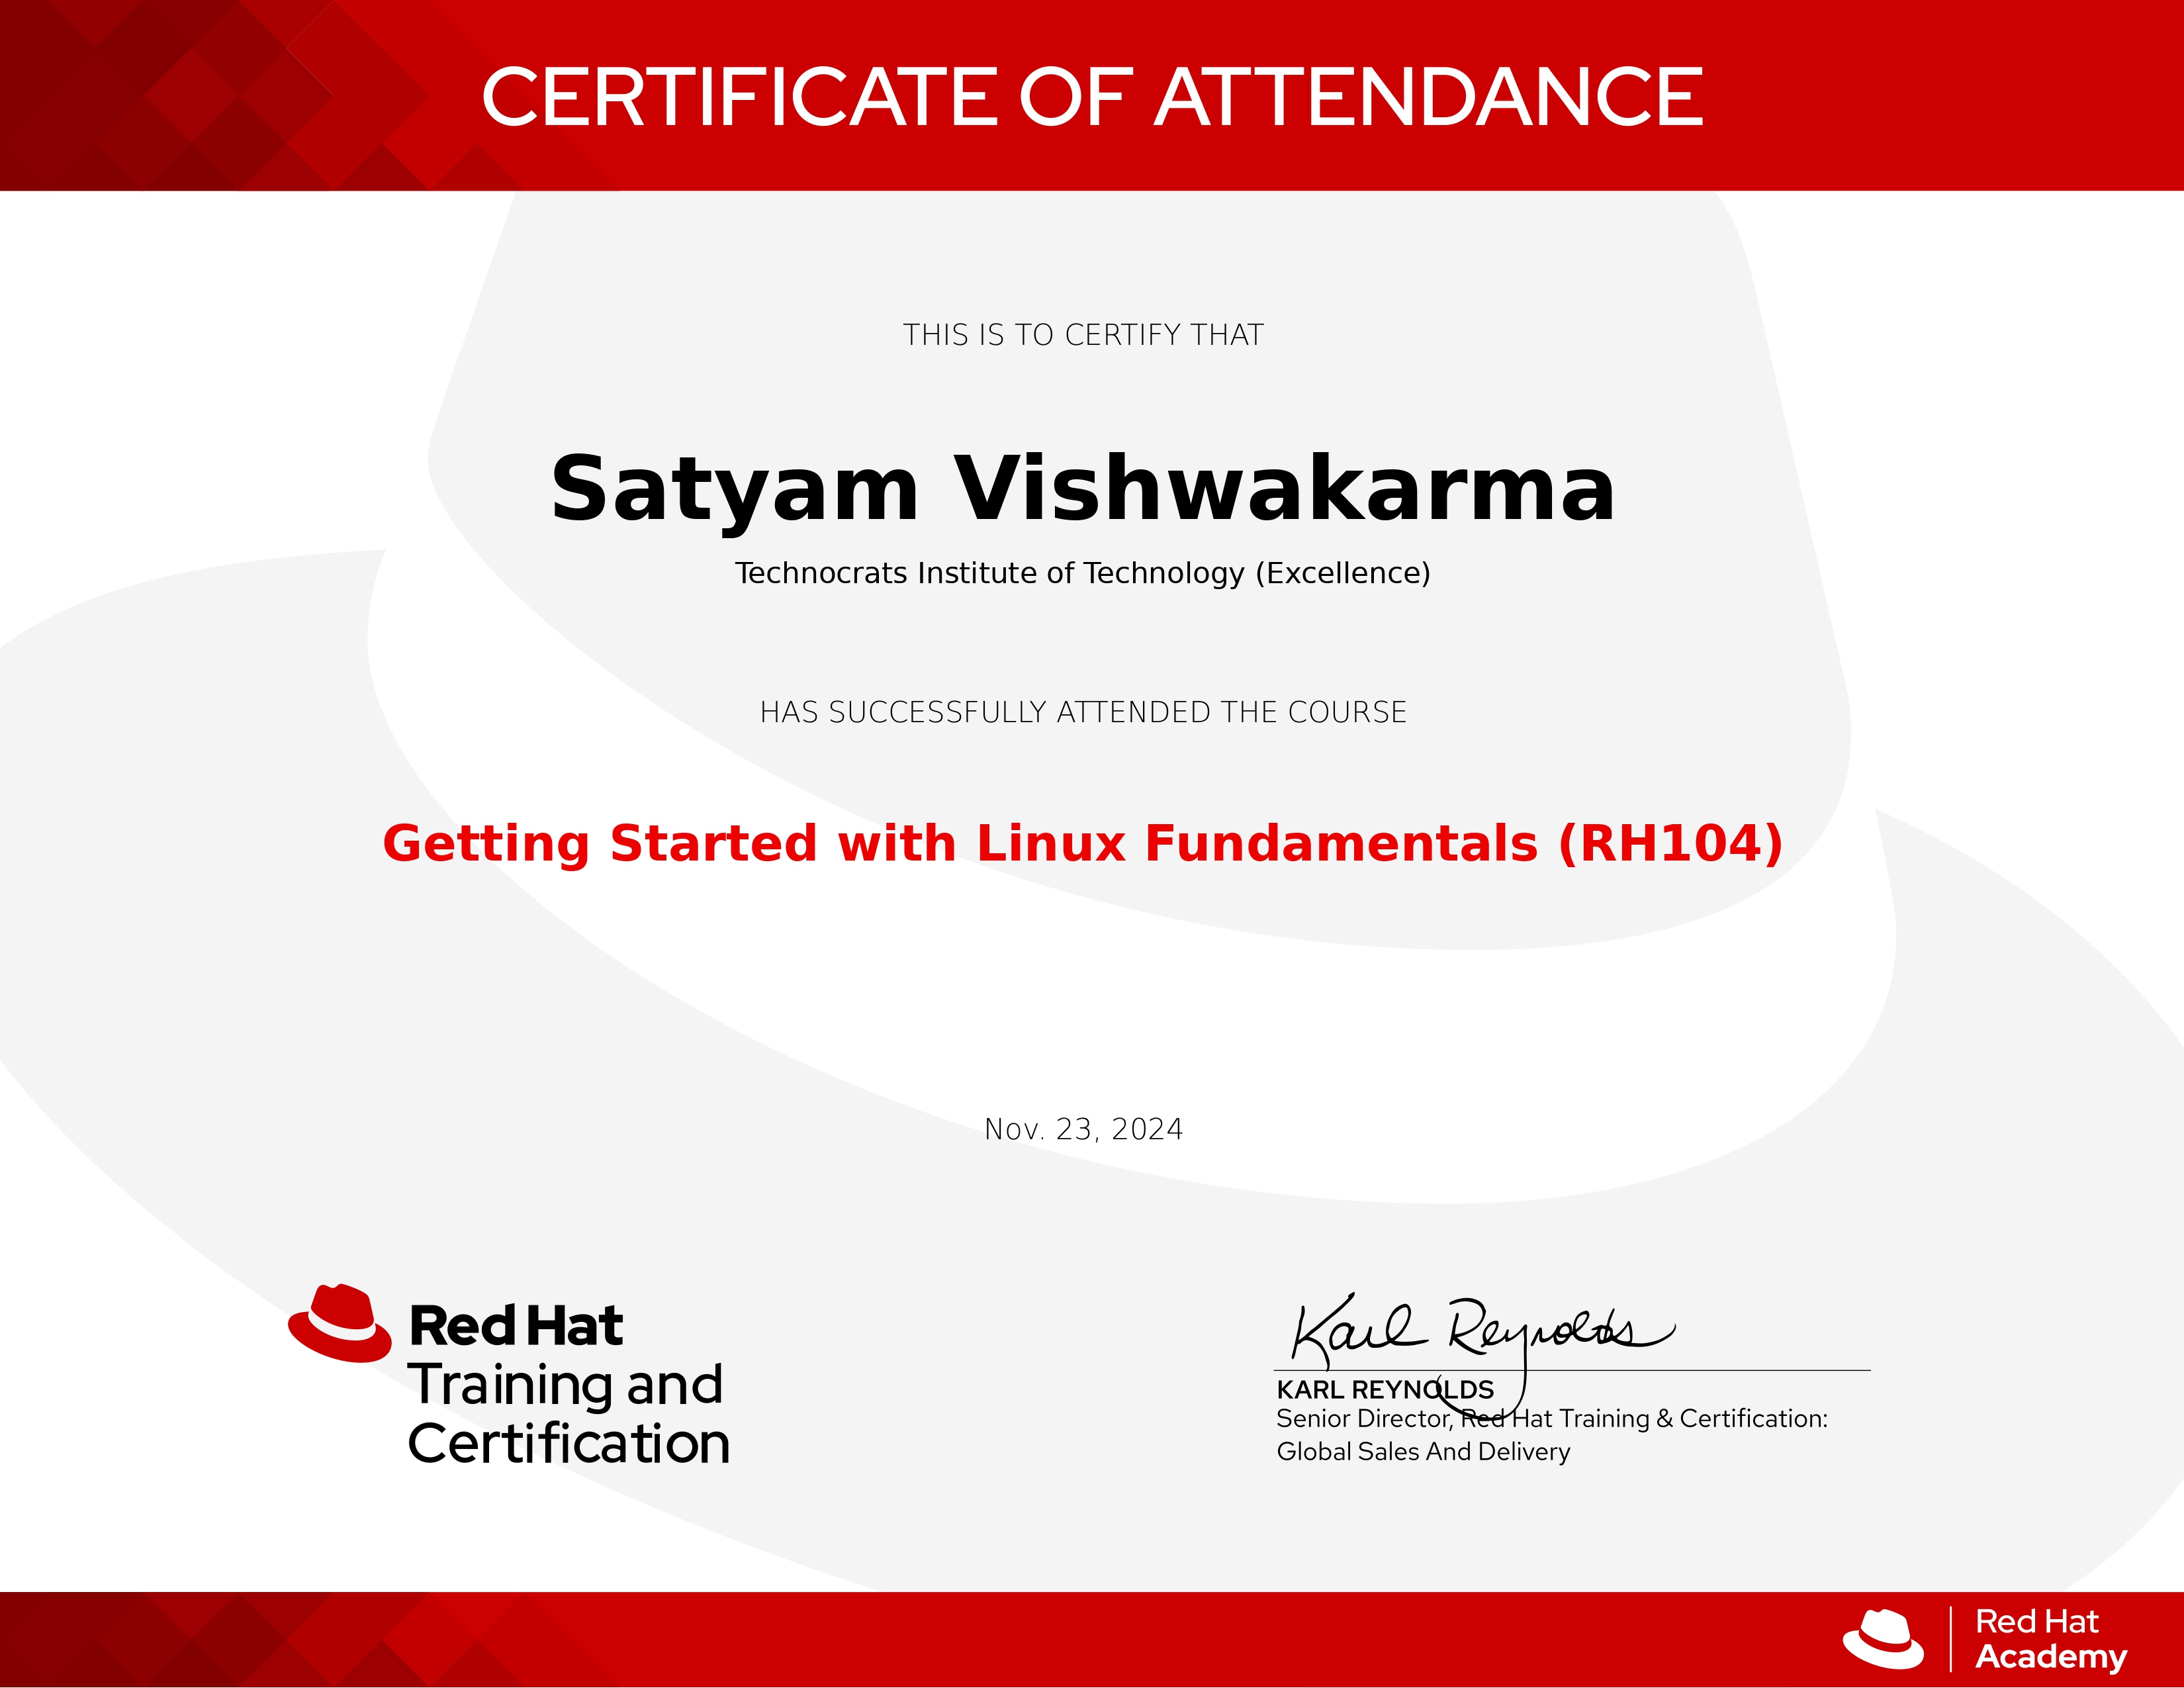 CERTIFICATE OF ATTENDANCE
THIS IS TO CERTIFY THAT
Satyam Vishwakarma
Technocrats Institute of Technology (Excellence)
HAS SUCCESSFULLY ATTENDED THE COURSE
Getting Started with Linux Fundamentals (RH104)
Nov. 23, 2024
Red Hat
Training and
Certification
Karl Reynolds
KARL REYNOLDS
Senior Director, Red Hat Training & Certification:
Global Sales And Delivery
Red Hat
Academy